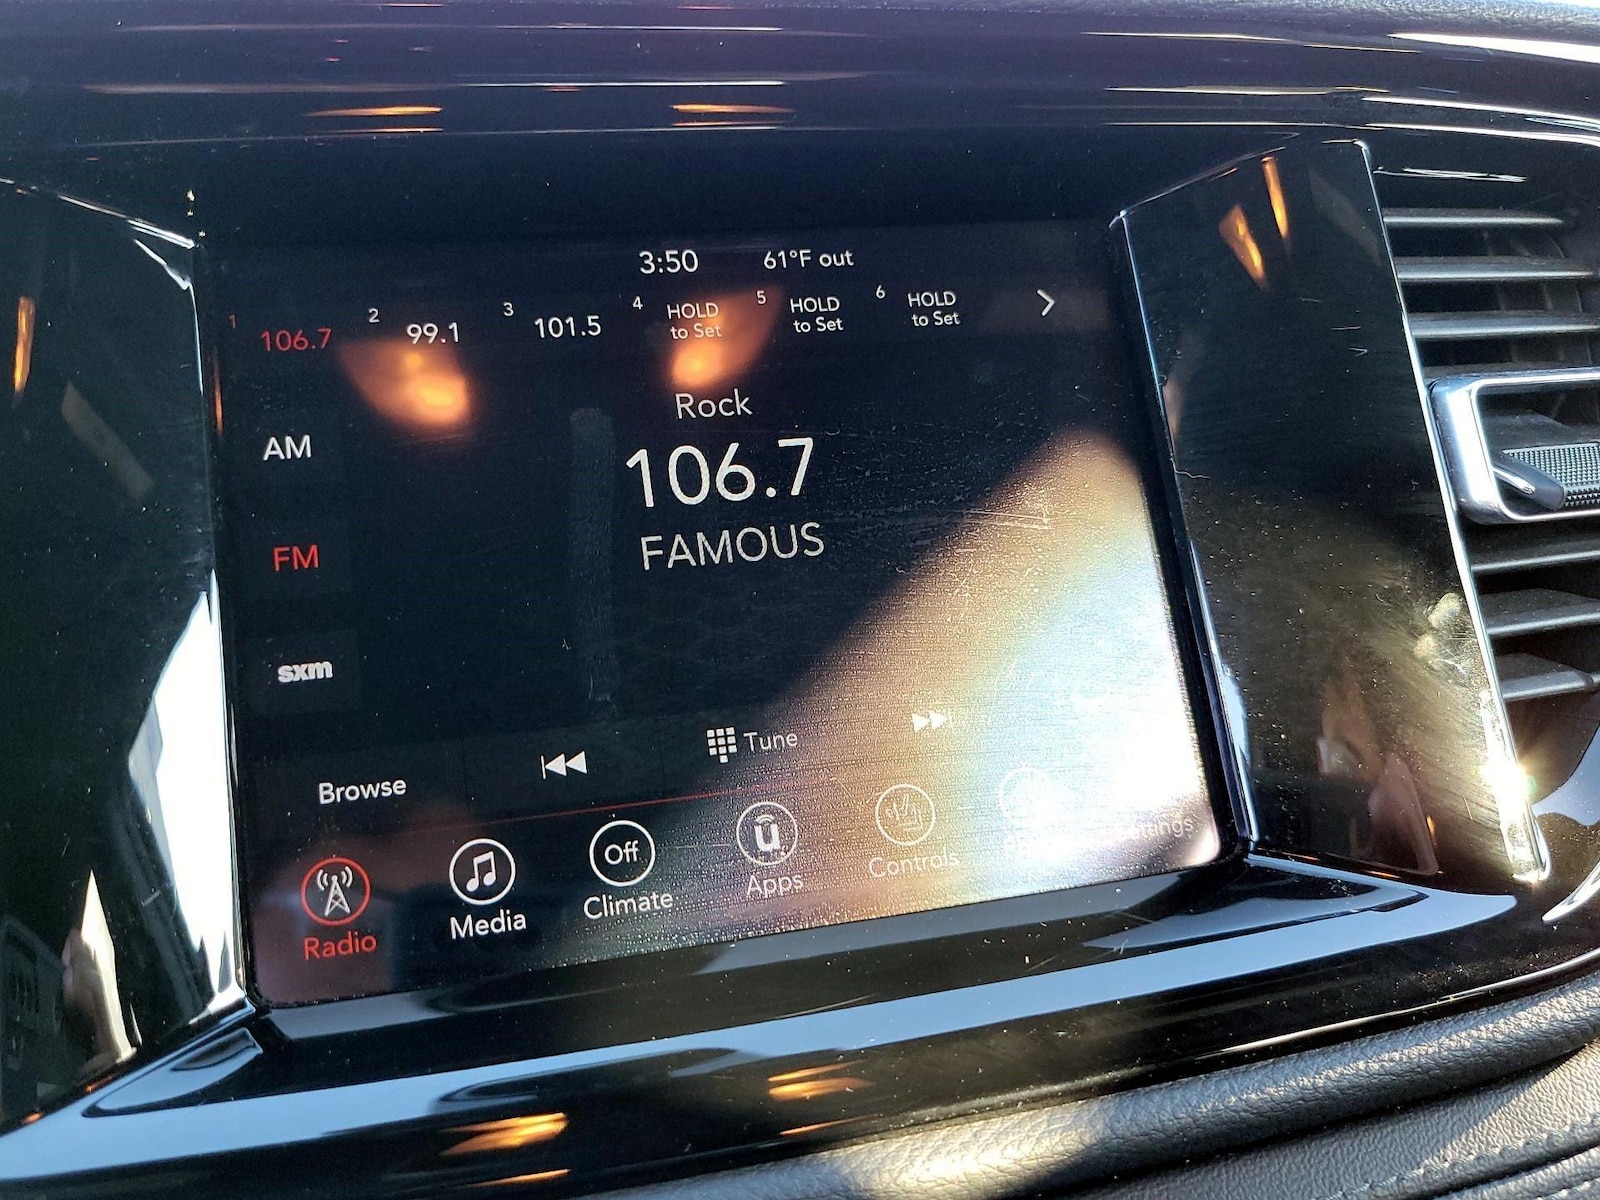 3:50 61°F out
1 106.7 2 99.1 3 101.5 4 HOLD to Set 5 HOLD to Set 6 HOLD to Set
Rock
AM
106.7
FM
FAMOUS
sxm
Browse
Tune
Radio
Media
Off
Climate
Apps
Controls